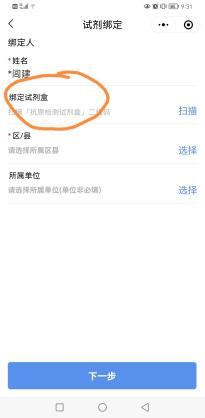 9:31
试剂绑定
绑定人
*姓名
*闾建
绑定试剂盒
扫描「抗原检测试剂盒」二维码
扫描
*区/县
请选择所属区县
选择
所属单位
请选择所属单位(单位非必填)
选择
下一步